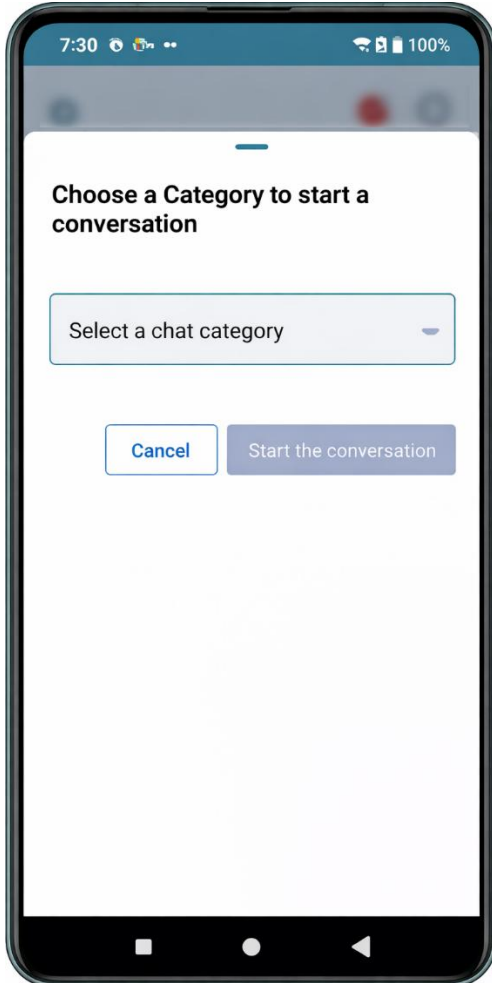 7:30 100%
Choose a Category to start a
conversation
Select a chat category
Cancel Start the conversation